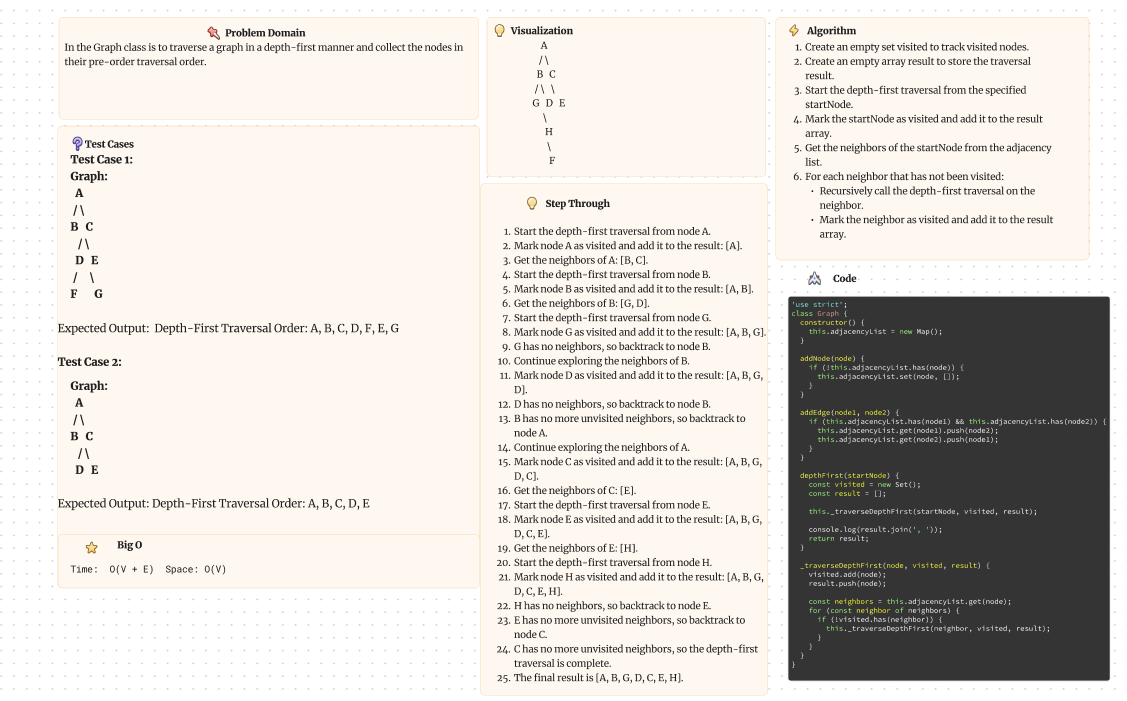 Problem Domain
In the Graph class is to traverse a graph in a depth-first manner and collect the nodes in
their pre-order traversal order.
Test Cases
Test Case 1:
Graph:
A
/ \
B C
/ \
D E
/ \
F G
Expected Output: Depth-First Traversal Order: A, B, C, D, F, E, G
Test Case 2:
Graph:
A
/ \
B C
/ \
D E
Expected Output: Depth-First Traversal Order: A, B, C, D, E
Big O
Time: O(V + E) Space: O(V)
Visualization
A
/ \
B C
/ \ \
G D E
\
H
\
F
Step Through
1. Start the depth-first traversal from node A.
2. Mark node A as visited and add it to the result: [A].
3. Get the neighbors of A: [B, C].
4. Start the depth-first traversal from node B.
5. Mark node B as visited and add it to the result: [A, B].
6. Get the neighbors of B: [G, D].
7. Start the depth-first traversal from node G.
8. Mark node G as visited and add it to the result: [A, B, G].
9. G has no neighbors, so backtrack to node B.
10. Continue exploring the neighbors of B.
11. Mark node D as visited and add it to the result: [A, B, G,
D].
12. D has no neighbors, so backtrack to node B.
13. B has no more unvisited neighbors, so backtrack to
node A.
14. Continue exploring the neighbors of A.
15. Mark node C as visited and add it to the result: [A, B, G,
D, C].
16. Get the neighbors of C: [E].
17. Start the depth-first traversal from node E.
18. Mark node E as visited and add it to the result: [A, B, G,
D, C, E].
19. Get the neighbors of E: [H].
20. Start the depth-first traversal from node H.
21. Mark node H as visited and add it to the result: [A, B, G,
D, C, E, H].
22. H has no neighbors, so backtrack to node E.
23. E has no more unvisited neighbors, so backtrack to
node C.
24. C has no more unvisited neighbors, so the depth-first
traversal is complete.
25. The final result is [A, B, G, D, C, E, H].
Algorithm
1. Create an empty set visited to track visited nodes.
2. Create an empty array result to store the traversal
result.
3. Start the depth-first traversal from the specified
startNode.
4. Mark the startNode as visited and add it to the result
array.
5. Get the neighbors of the startNode from the adjacency
list.
6. For each neighbor that has not been visited:
• Recursively call the depth-first traversal on the
neighbor.
• Mark the neighbor as visited and add it to the result
array.
Code
'use strict';
class Graph {
constructor() {
this.adjacencyList = new Map();
}
addNode(node) {
if (!this.adjacencyList.has(node)) {
this.adjacencyList.set(node, []);
}
}
addEdge(node1, node2) {
if (this.adjacencyList.has(node1) && this.adjacencyList.has(node2)) {
this.adjacencyList.get(node1).push(node2);
this.adjacencyList.get(node2).push(node1);
}
}
depthFirst(startNode) {
const visited = new Set();
const result = [];
this._traverseDepthFirst(startNode, visited, result);
console.log(result.join(', '));
return result;
}
_traverseDepthFirst(node, visited, result) {
visited.add(node);
result.push(node);
const neighbors = this.adjacencyList.get(node);
for (const neighbor of neighbors) {
if (!visited.has(neighbor)) {
this._traverseDepthFirst(neighbor, visited, result);
}
}
}
}